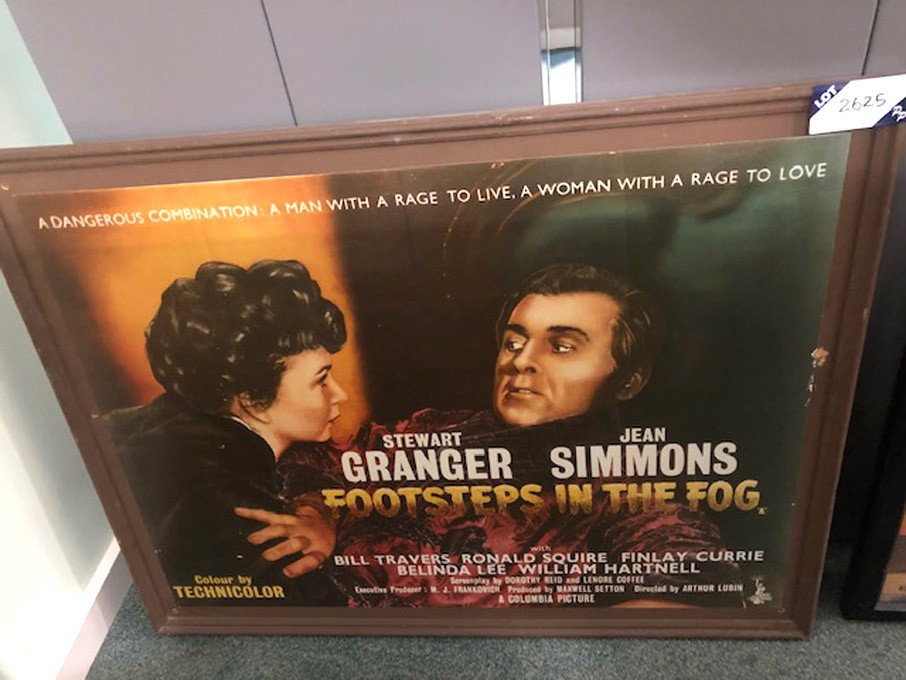 LOT
2625
A DANGEROUS COMBINATION: A MAN WITH A RAGE TO LIVE, A WOMAN WITH A RAGE TO LOVE
STEWART GRANGER
JEAN SIMMONS
FOOTSTEPS IN THE FOG
with
BILL TRAVERS RONALD SQUIRE FINLAY CURRIE
BELINDA LEE WILLIAM HARTNELL
Screenplay by DOROTHY REID and LENORE COFFEE
Executive Producer: M. J. FRANKOVICH Produced by MAXWELL SETTON Directed by ARTHUR LUBIN
A COLUMBIA PICTURE
Colour by
TECHNICOLOR